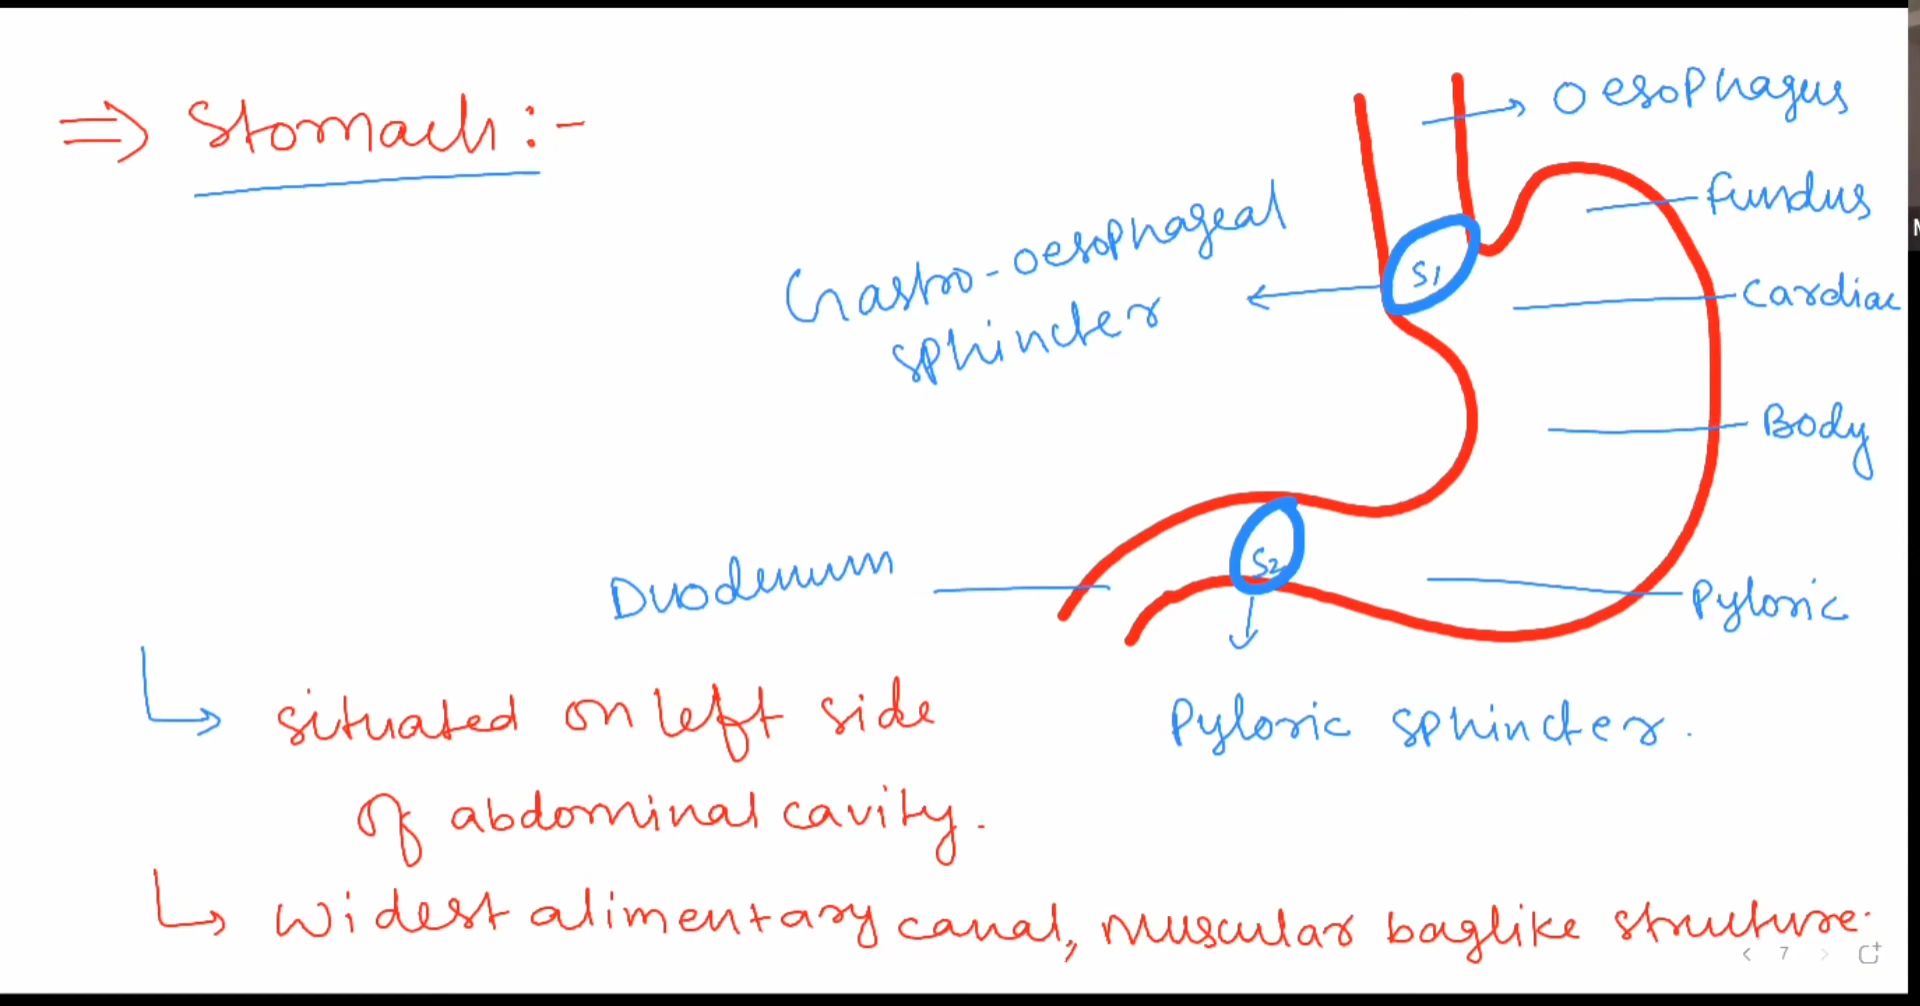 ⇒ Stomach :-
Oesophagus
Fundus
Gastro-oesophageal
sphincter
S1
Cardiac
Body
S2
Duodenum
Pyloric
Pyloric sphincter.
situated on left side
of abdominal cavity.
Widest alimentary canal, muscular baglike structure.
7